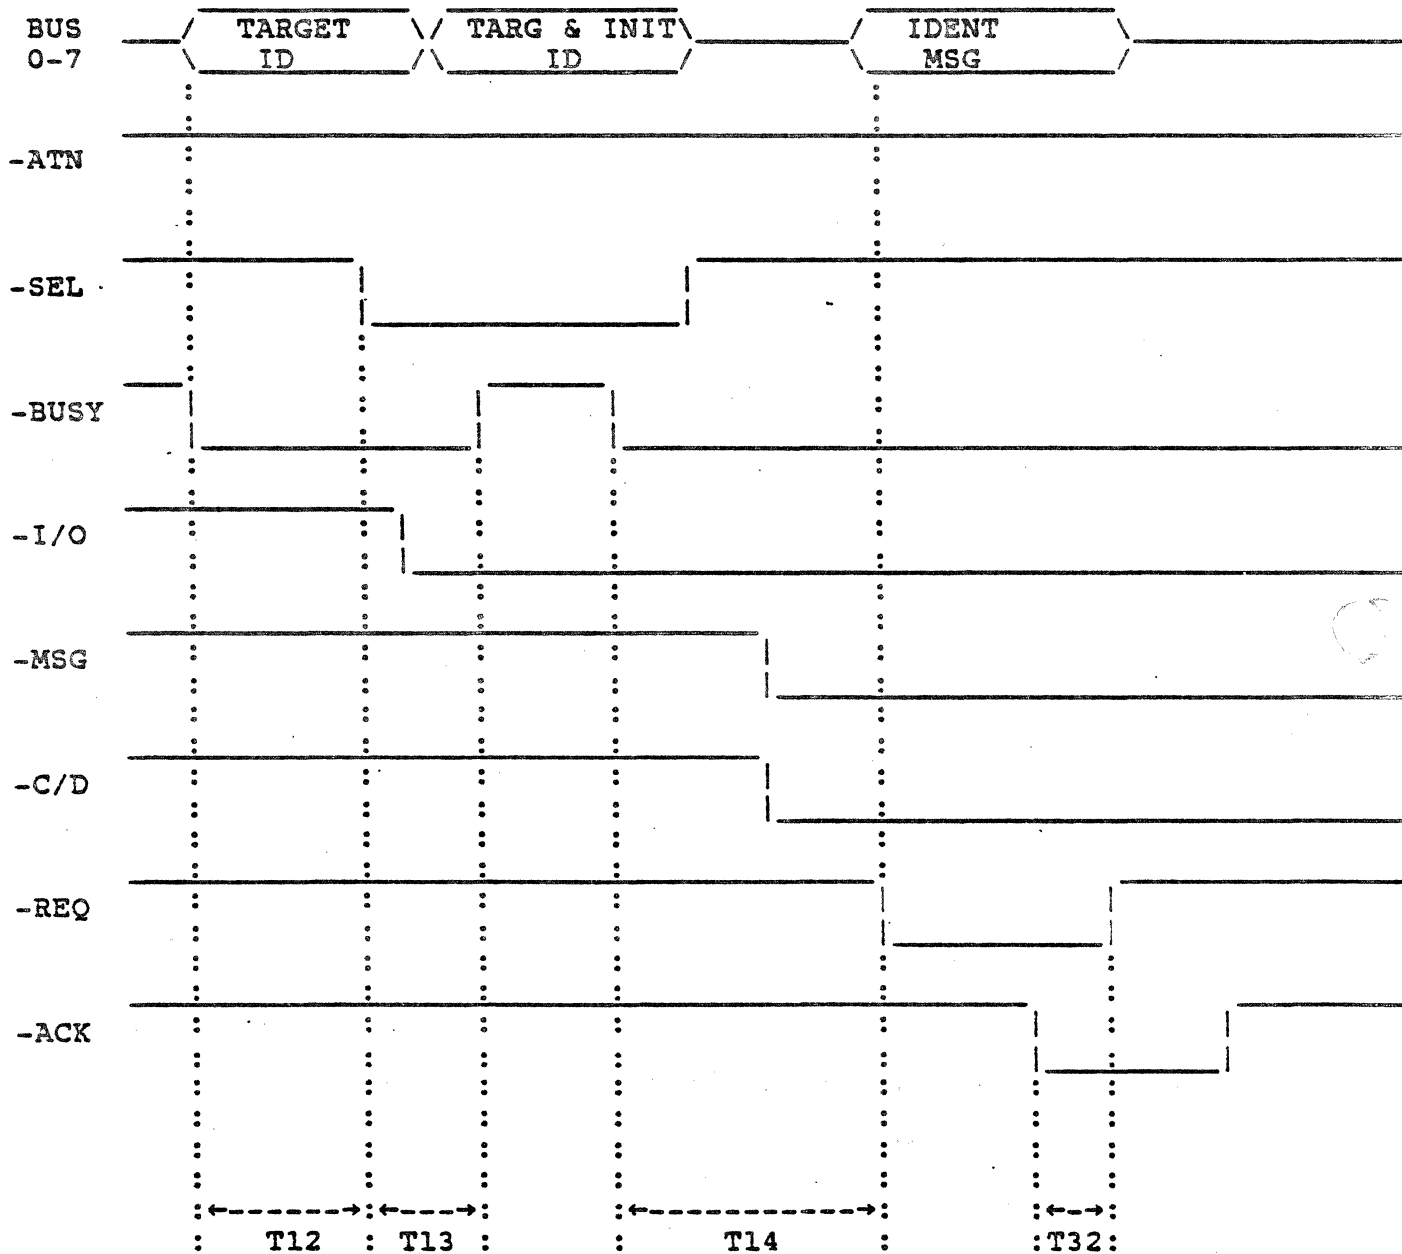 BUS
0-7
TARGET
ID
TARG & INIT
ID
IDENT
MSG
-ATN
-SEL
-BUSY
-I/O
-MSG
-C/D
-REQ
-ACK
T12
T13
T14
T32